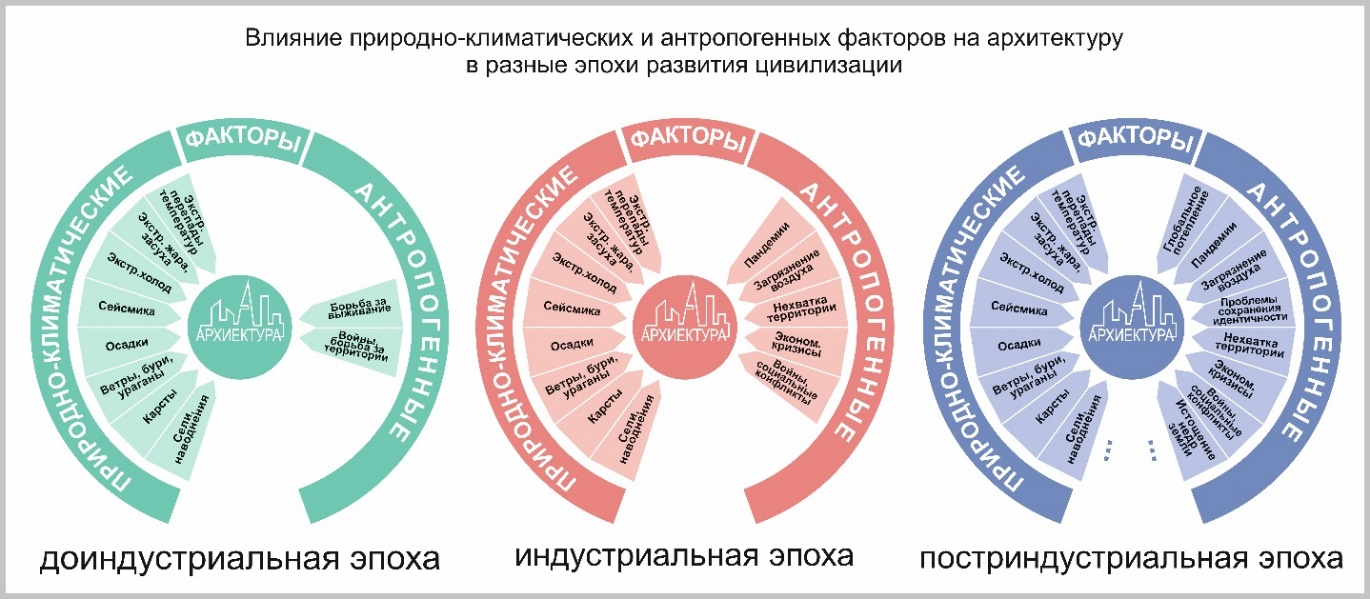 Влияние природно-климатических и антропогенных факторов на архитектуру
в разные эпохи развития цивилизации
ПРИРОДНО-КЛИМАТИЧЕСКИЕ
ФАКТОРЫ
АНТРОПОГЕННЫЕ
Экстр.
перепады
температур
Экстр. жара,
засуха
Экстр.холод
Сейсмика
Осадки
Ветры, бури,
ураганы
Карсты
Сели,
наводнения
АРХИЕКТУРА
Борьба за
выживание
Войны,
борьба за
территории
доиндустриальная эпоха
ПРИРОДНО-КЛИМАТИЧЕСКИЕ
ФАКТОРЫ
АНТРОПОГЕННЫЕ
Экстр.
перепады
температур
Экстр. жара,
засуха
Экстр.холод
Сейсмика
Осадки
Ветры, бури,
ураганы
Карсты
Сели,
наводнения
АРХИЕКТУРА
Пандемии
Загрязнение
воздуха
Нехватка
территории
Эконом.
кризисы
Войны,
социальные
конфликты
индустриальная эпоха
ПРИРОДНО-КЛИМАТИЧЕСКИЕ
ФАКТОРЫ
АНТРОПОГЕННЫЕ
Экстр.
перепады
температур
Экстр. жара,
засуха
Экстр.холод
Сейсмика
Осадки
Ветры, бури,
ураганы
Карсты
Сели,
наводнения
АРХИЕКТУРА
Глобальное
потепление
Пандемии
Загрязнение
воздуха
Проблемы
сохранения
идентичности
Нехватка
территории
Эконом.
кризисы
Войны,
социальные
конфликты
Истощение
недр
земли
постриндустриальная эпоха